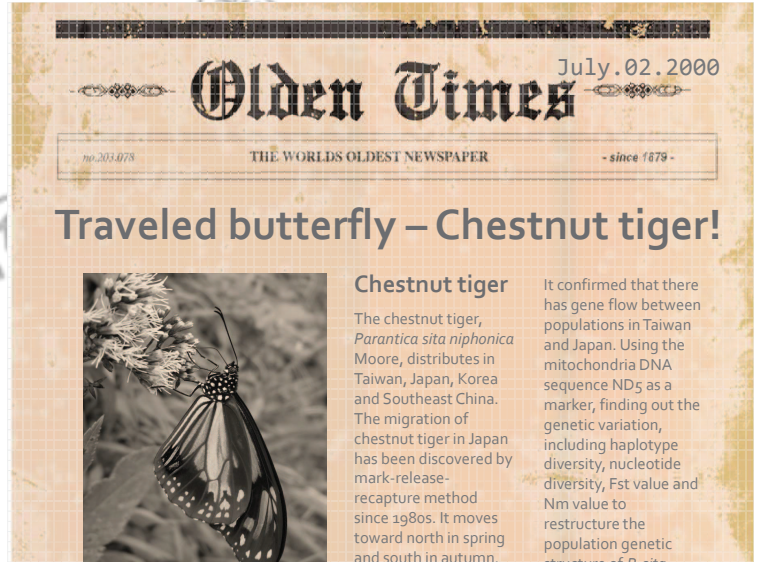 July.02.2000
Olden Times
no.203.078
THE WORLDS OLDEST NEWSPAPER
- since 1879 -
Traveled butterfly – Chestnut tiger!
Chestnut tiger
The chestnut tiger,
Parantica sita niphonica
Moore, distributes in
Taiwan, Japan, Korea
and Southeast China.
The migration of
chestnut tiger in Japan
has been discovered by
mark-release-
recapture method
since 1980s. It moves
toward north in spring
and south in autumn.
It confirmed that there
has gene flow between
populations in Taiwan
and Japan. Using the
mitochondria DNA
sequence ND5 as a
marker, finding out the
genetic variation,
including haplotype
diversity, nucleotide
diversity, Fst value and
Nm value to
restructure the
population genetic
structure of P. sita